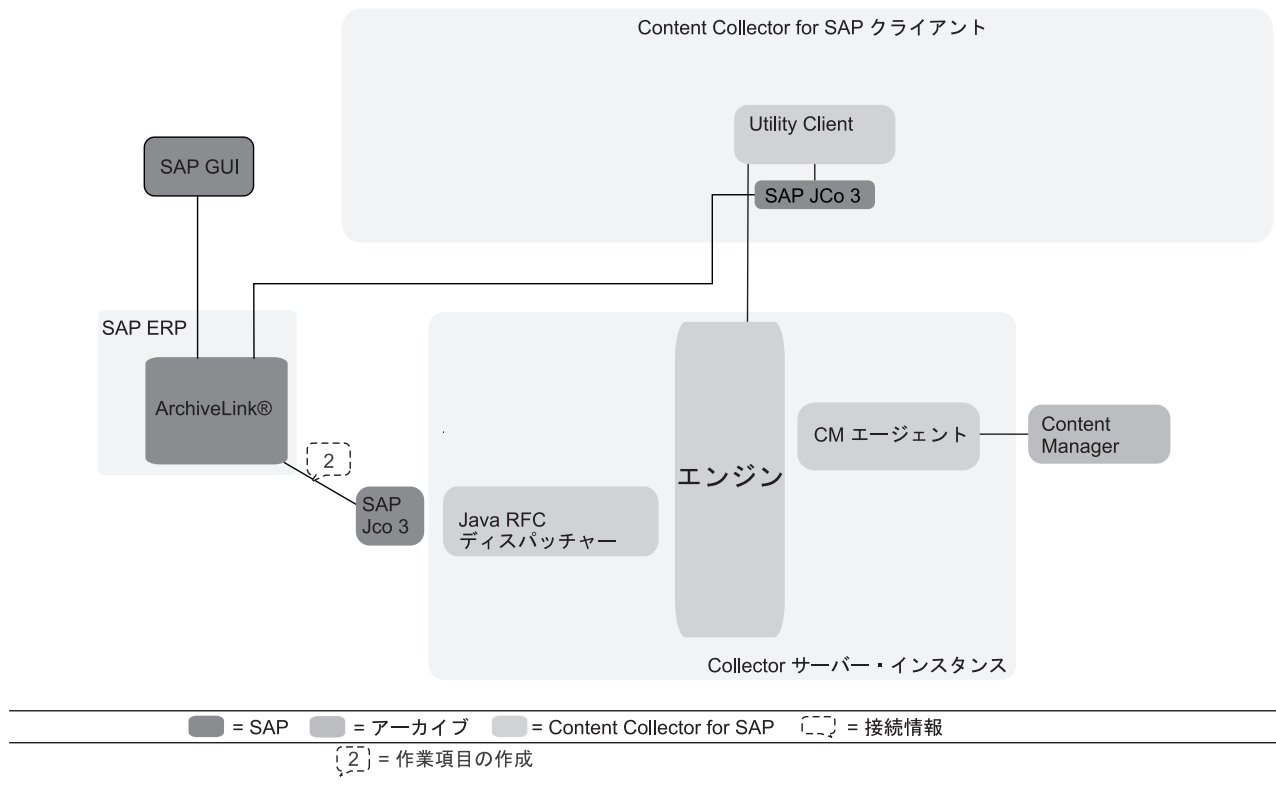 Content Collector for SAP クライアント
Utility Client
SAP GUI
SAP JCo 3
SAP ERP
ArchiveLink®
2
SAP
Jco 3
Java RFC
ディスパッチャー
エンジン
CM エージェント
Content
Manager
Collector サーバー・インスタンス
= SAP = アーカイブ = Content Collector for SAP = 接続情報
2 = 作業項目の作成